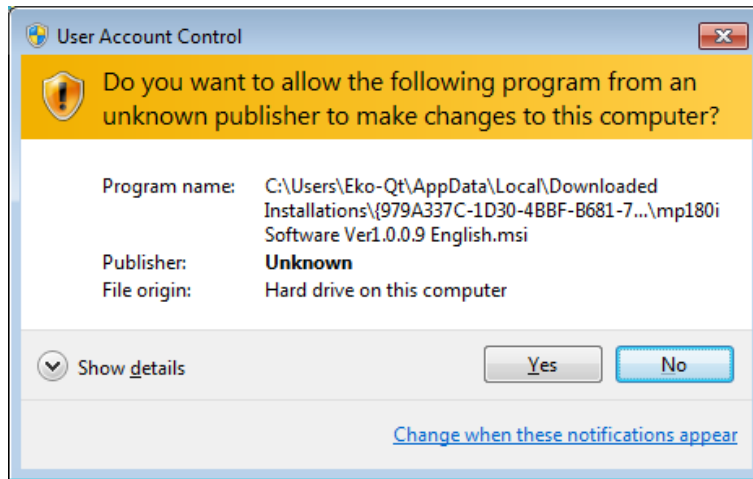 User Account Control
Do you want to allow the following program from an
unknown publisher to make changes to this computer?
Program name: C:\Users\Eko-Qt\AppData\Local\Downloaded
Installations\{979A337C-1D30-4BBF-B681-7...\mp180i
Software Ver1.0.0.9 English.msi
Publisher: Unknown
File origin: Hard drive on this computer
Show details
Yes
No
Change when these notifications appear